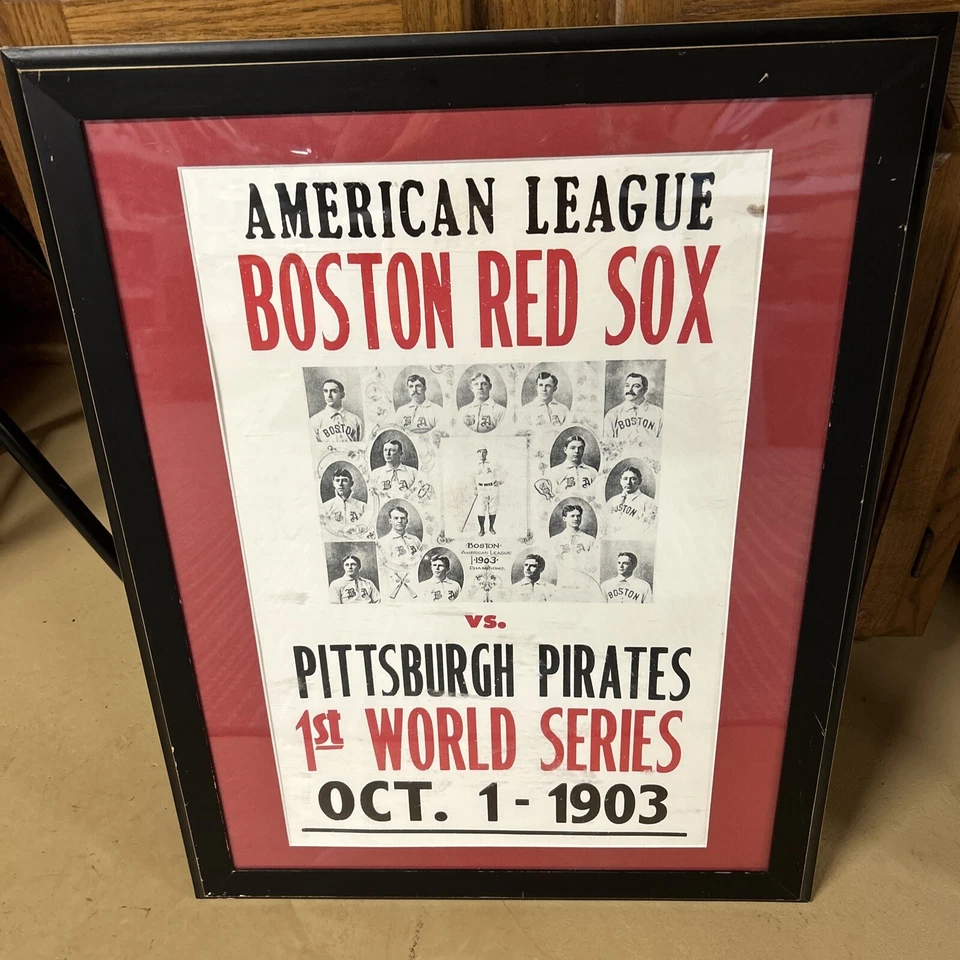 AMERICAN LEAGUE
BOSTON RED SOX
BOSTON
B A
B A
B A
BOSTON
B A
B A
B A
BOSTON
B A
B A
B A
BOSTON
AMERICAN LEAGUE
1903
CHAMPIONS
B A
BOSTON
vs.
PITTSBURGH PIRATES
1st WORLD SERIES
OCT. 1 - 1903